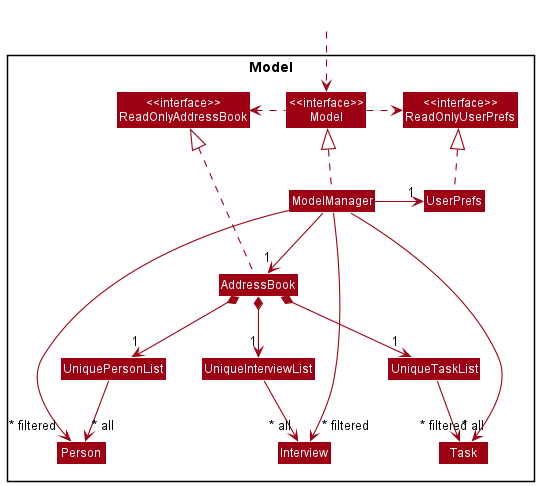 Model
<<interface>>
ReadOnlyAddressBook
<<interface>>
Model
<<interface>>
ReadOnlyUserPrefs
ModelManager
1
UserPrefs
1
AddressBook
1
1
1
UniquePersonList
UniqueInterviewList
UniqueTaskList
* filtered
* all
* all
* filtered
* filtered
* all
Person
Interview
Task